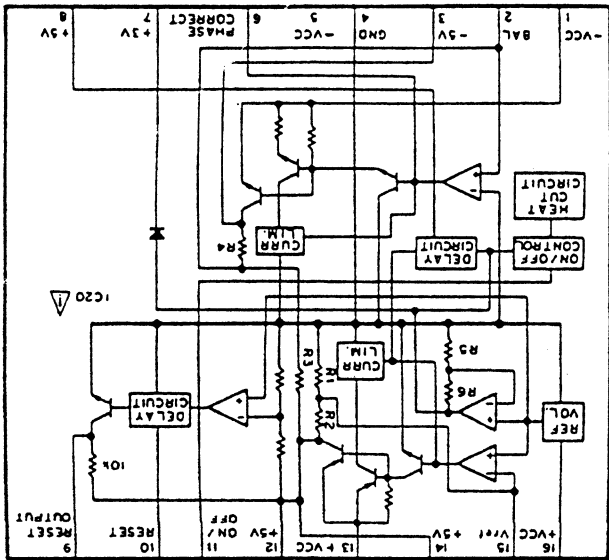 16 +VCC
15 Vref
14 +5V
13 +VCC
12 +5V
11 ON/
OFF
10 RESET
9 RESET
OUTPUT
REF
VOL
R6
R5
R2
R1
R3
CURR
LIM.
10k
DELAY
CIRCUIT
IC20
i
ON/OFF
CONTROL
HEAT
CUT
CIRCUIT
DELAY
CIRCUIT
CURR
LIM.
R4
-VCC
1
BAL
2
-5V
3
GND
4
-VCC
5
PHASE
CORRECT
6
+3V
7
+5V
8